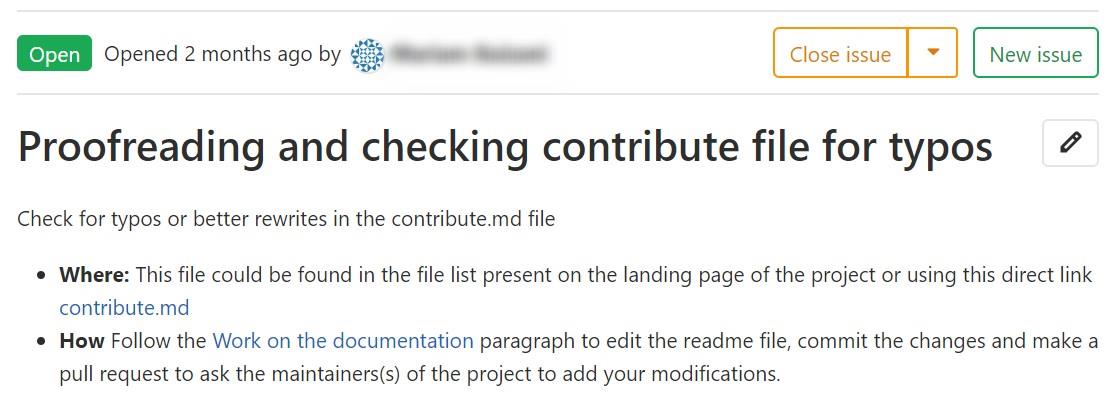 Open Opened 2 months ago by Close issue New issue
Proofreading and checking contribute file for typos
Check for typos or better rewrites in the contribute.md file
• Where: This file could be found in the file list present on the landing page of the project or using this direct link
contribute.md
• How Follow the Work on the documentation paragraph to edit the readme file, commit the changes and make a
pull request to ask the maintainers(s) of the project to add your modifications.